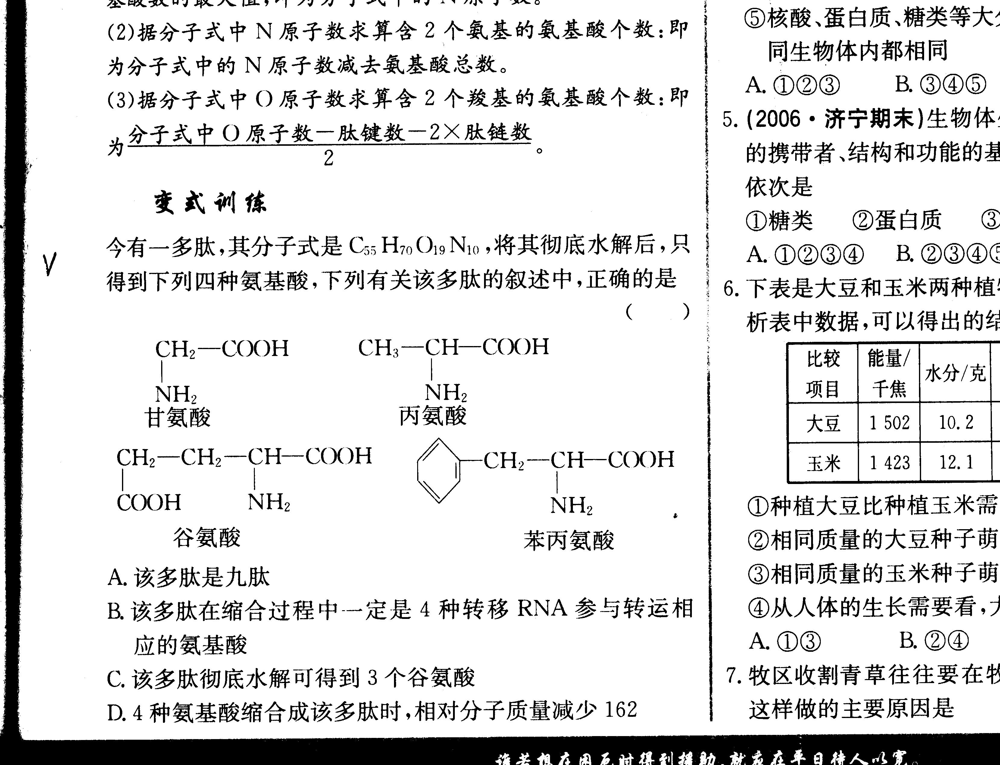 基酸数的最大值,即为分子式中的 N 原子数。
(2)据分子式中 N 原子数求算含 2 个氨基的氨基酸个数:即
为分子式中的 N 原子数减去氨基酸总数。
(3)据分子式中 O 原子数求算含 2 个羧基的氨基酸个数:即
为 分子式中 O 原子数－肽键数－2×肽链数
2 。
变式训练
今有一多肽,其分子式是 C₅₅H₇₀O₁₉N₁₀,将其彻底水解后,只
得到下列四种氨基酸,下列有关该多肽的叙述中,正确的是
(  )
CH₂—COOH CH₃—CH—COOH
NH₂ NH₂
甘氨酸 丙氨酸
CH₂—CH₂—CH—COOH —CH₂—CH—COOH
COOH NH₂ NH₂
谷氨酸 苯丙氨酸
A. 该多肽是九肽
B. 该多肽在缩合过程中一定是 4 种转移 RNA 参与转运相
应的氨基酸
C. 该多肽彻底水解可得到 3 个谷氨酸
D. 4 种氨基酸缩合成该多肽时,相对分子质量减少 162
⑤核酸、蛋白质、糖类等大
同生物体内都相同
A. ①②③ B. ③④⑤
5. (2006·济宁期末)生物体
的携带者、结构和功能的基
依次是
①糖类 ②蛋白质 ③
A. ①②③④ B. ②③④⑤
6. 下表是大豆和玉米两种植
析表中数据,可以得出的结
比较项目 能量/千焦 水分/克
大豆 1 502 10.2
玉米 1 423 12.1
①种植大豆比种植玉米需
②相同质量的大豆种子萌
③相同质量的玉米种子萌
④从人体的生长需要看,大
A. ①③ B. ②④
7. 牧区收割青草往往要在牧
这样做的主要原因是
谁若想在困厄时得到援助,就应在平日待人以宽。